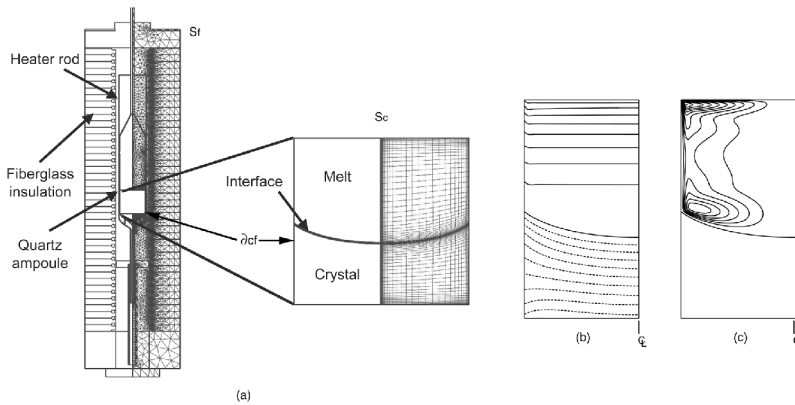 Sf
Heater rod
Fiberglass
insulation
Quartz
ampoule
Sc
Melt
Interface
∂cf
Crystal
(a)
(b)
℄
(c)